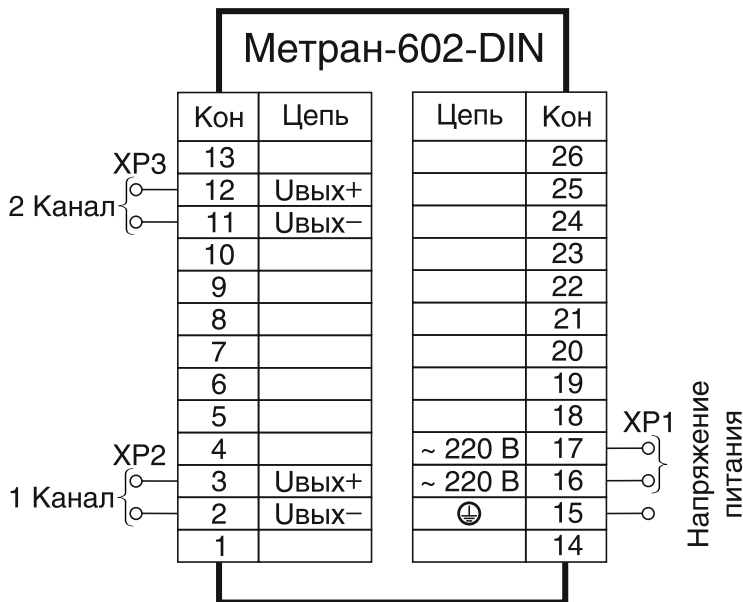 Метран-602-DIN
Кон Цепь Цепь Кон
13 26
XP3
12 Uвых+ 25
2 Канал
11 Uвых− 24
10 23
9 22
8 21
7 20
6 19
5 18
XP1
4 ~ 220 В 17
XP2
3 Uвых+ ~ 220 В 16
1 Канал
2 Uвых− 15
1 14
Напряжение
питания